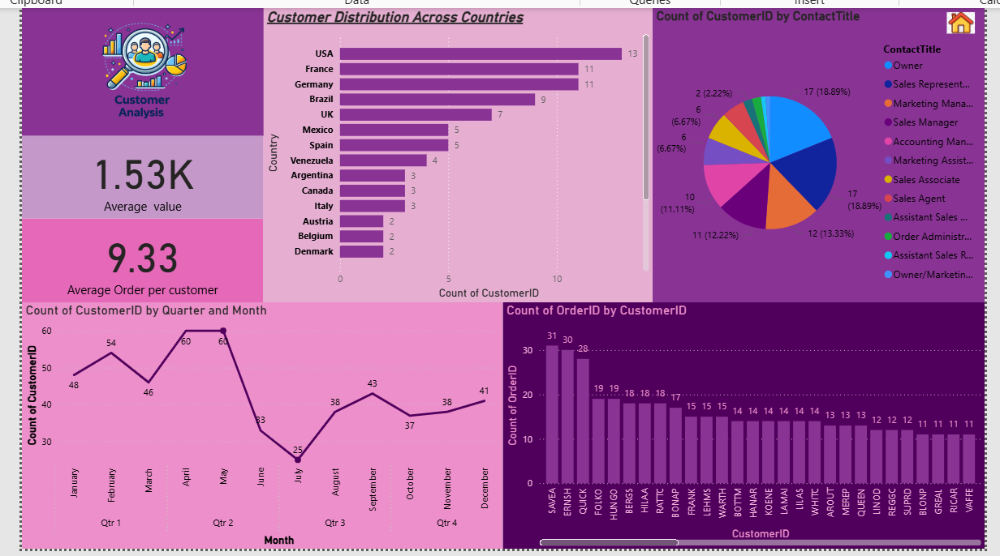 Clipboard
Data
Queries
Insert
Customer
Analysis
1.53K
Average value
9.33
Average Order per customer
Customer Distribution Across Countries
Country
USA 13
France 11
Germany 11
Brazil 9
UK 7
Mexico 5
Spain 5
Venezuela 4
Argentina 3
Canada 3
Italy 3
Austria 2
Belgium 2
Denmark 2
0 5 10
Count of CustomerID
Count of CustomerID by ContactTitle
17 (18.89%)
17
(18.89%)
12 (13.33%)
11 (12.22%)
10
(11.11%)
6
(6.67%)
6
(6.67%)
2 (2.22%)
ContactTitle
Owner
Sales Represent...
Marketing Mana...
Sales Manager
Accounting Man...
Marketing Assist...
Sales Associate
Sales Agent
Assistant Sales ...
Order Administr...
Assistant Sales R...
Owner/Marketin...
Count of CustomerID by Quarter and Month
Count of CustomerID
60
50
40
30
48 54 46 60 60 33 25 38 43 37 38 41
January February March April May June July August September October November December
Qtr 1 Qtr 2 Qtr 3 Qtr 4
Month
Count of OrderID by CustomerID
Count of OrderID
30
20
10
0
31 30 28 19 19 18 18 18 17 15 15 15 14 14 14 14 14 14 13 13 13 12 12 12 11 11 11 11
SAVEA ERNSH QUICK FOLKO HUNGO BERGS HILAA RATTC BONAP FRANK LEHMS WARTH BOTTM HANAR KOENE LAMAI LILAS WHITC AROUT MEREP QUEEN LINOD REGGC SUPRD BLONP GREAL RICAR VAFFE
CustomerID